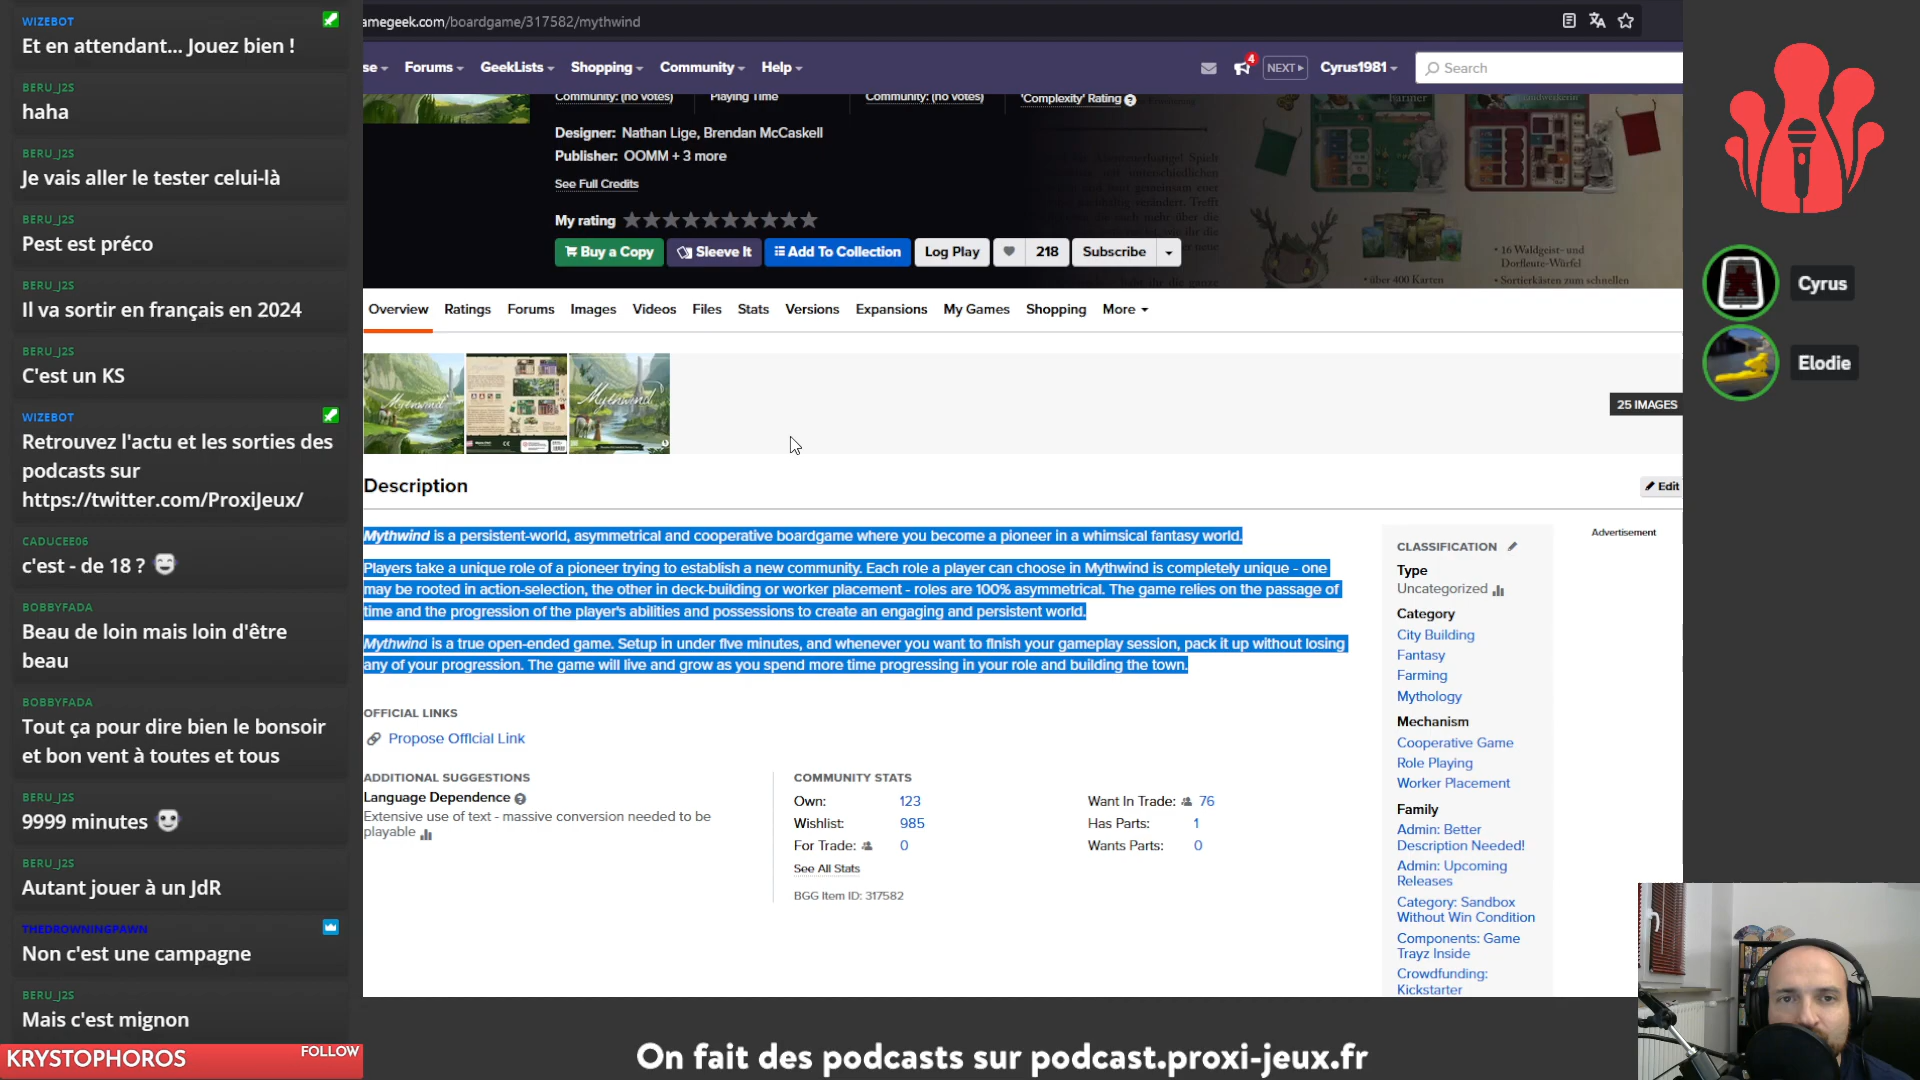 WIZEBOT
Et en attendant... Jouez bien !
BERU_J2S
haha
BERU_J2S
Je vais aller le tester celui-là
BERU_J2S
Pest est préco
BERU_J2S
Il va sortir en français en 2024
BERU_J2S
C'est un KS
WIZEBOT
Retrouvez l'actu et les sorties des
podcasts sur
https://twitter.com/ProxiJeux/
CADUCEE06
c'est - de 18 ?
BOBBYFADA
Beau de loin mais loin d'être
beau
BOBBYFADA
Tout ça pour dire bien le bonsoir
et bon vent à toutes et tous
BERU_J2S
9999 minutes
BERU_J2S
Autant jouer à un JdR
THEDROWNINGPAWN
Non c'est une campagne
BERU_J2S
Mais c'est mignon
KRYSTOPHOROS FOLLOW
amegeek.com/boardgame/317582/mythwind
se Forums GeekLists Shopping Community Help 4 NEXT Cyrus1981 Search
Community: (no votes) Playing Time Community: (no votes) 'Complexity' Rating
Designer: Nathan Lige, Brendan McCaskell
Publisher: OOMM + 3 more
See Full Credits
My rating
Buy a Copy Sleeve It Add To Collection Log Play 218 Subscribe
• 16 Waldgeist- und
Dorfleute-Würfel
• über 400 Karten • Sortierkästen zum schnellen
Overview Ratings Forums Images Videos Files Stats Versions Expansions My Games Shopping More
Mythwind
Mythwind
25 IMAGES
Description
Edit
Mythwind is a persistent-world, asymmetrical and cooperative boardgame where you become a pioneer in a whimsical fantasy world.
Players take a unique role of a pioneer trying to establish a new community. Each role a player can choose in Mythwind is completely unique - one
may be rooted in action-selection, the other in deck-building or worker placement - roles are 100% asymmetrical. The game relies on the passage of
time and the progression of the player's abilities and possessions to create an engaging and persistent world.
Mythwind is a true open-ended game. Setup in under five minutes, and whenever you want to finish your gameplay session, pack it up without losing
any of your progression. The game will live and grow as you spend more time progressing in your role and building the town.
OFFICIAL LINKS
Propose Official Link
ADDITIONAL SUGGESTIONS
Language Dependence
Extensive use of text - massive conversion needed to be
playable
COMMUNITY STATS
Own: 123
Wishlist: 985
For Trade: 0
See All Stats
BGG Item ID: 317582
Want In Trade: 76
Has Parts: 1
Wants Parts: 0
CLASSIFICATION
Type
Uncategorized
Category
City Building
Fantasy
Farming
Mythology
Mechanism
Cooperative Game
Role Playing
Worker Placement
Family
Admin: Better
Description Needed!
Admin: Upcoming
Releases
Category: Sandbox
Without Win Condition
Components: Game
Trayz Inside
Crowdfunding:
Kickstarter
Advertisement
Cyrus
Elodie
On fait des podcasts sur podcast.proxi-jeux.fr